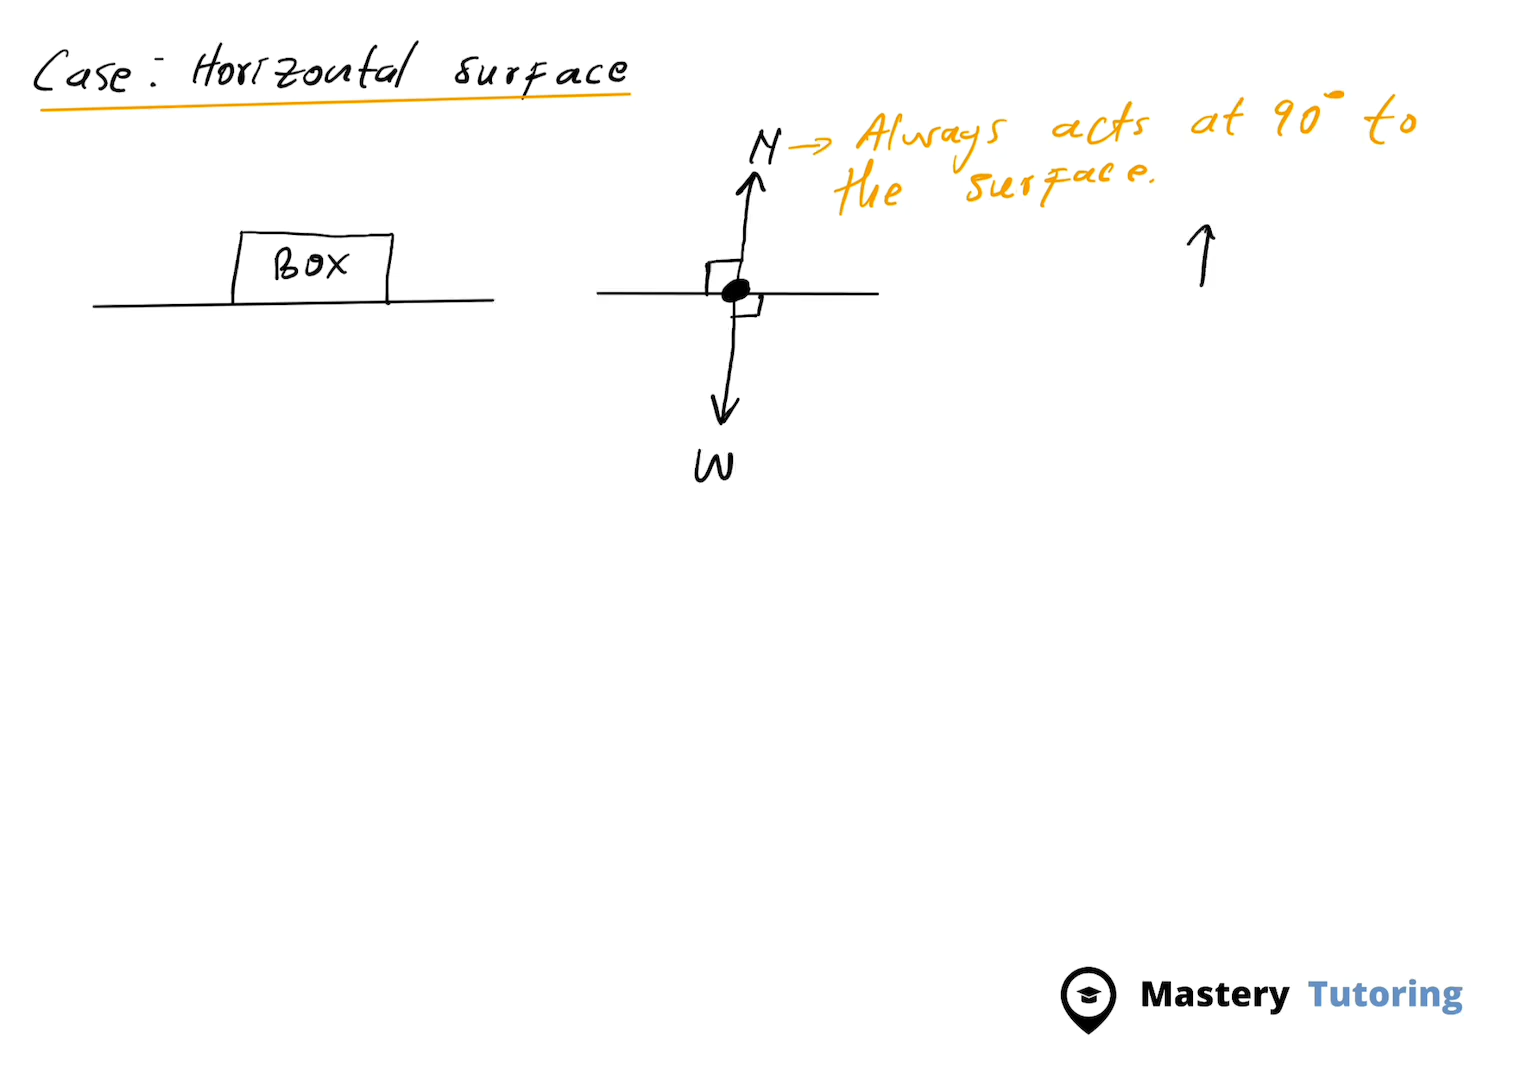 Case: Horizontal surface
N → Always acts at 90° to
the surface.
BOX
W
Mastery Tutoring